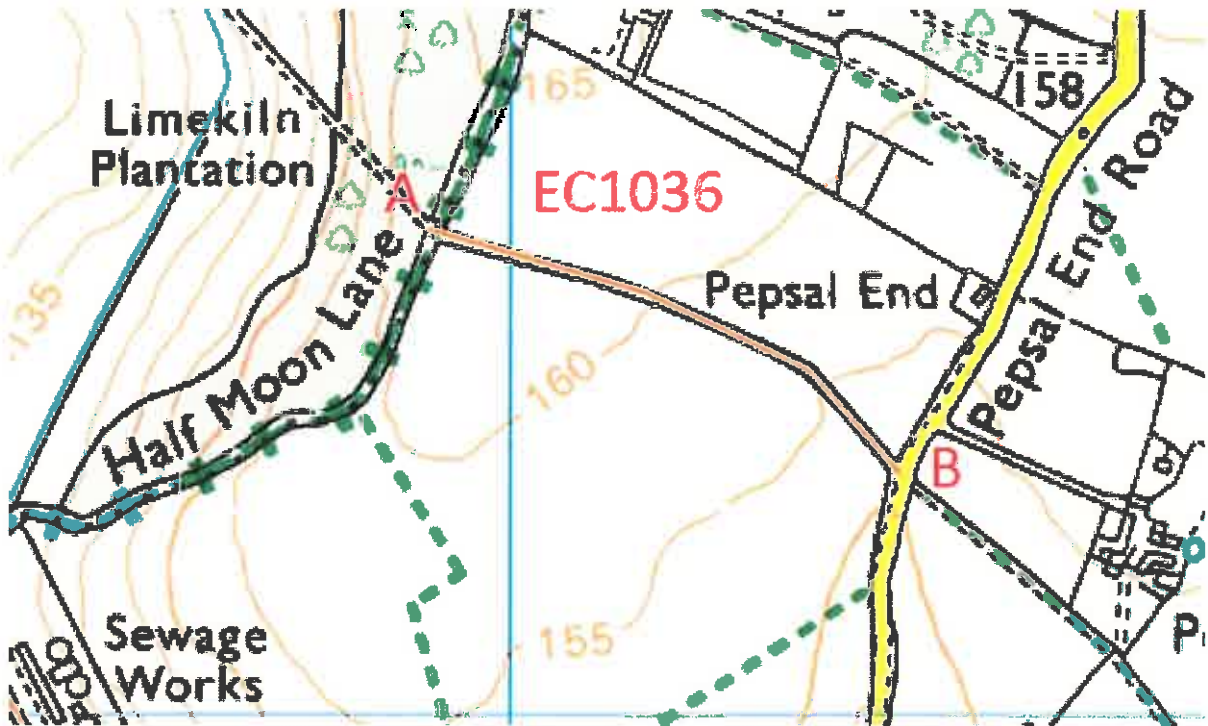 165
158
Limekiln
Plantation
A
EC1036
Pepsal End
Pepsal End Road
135
Half Moon Lane
160
B
155
Sewage
Works